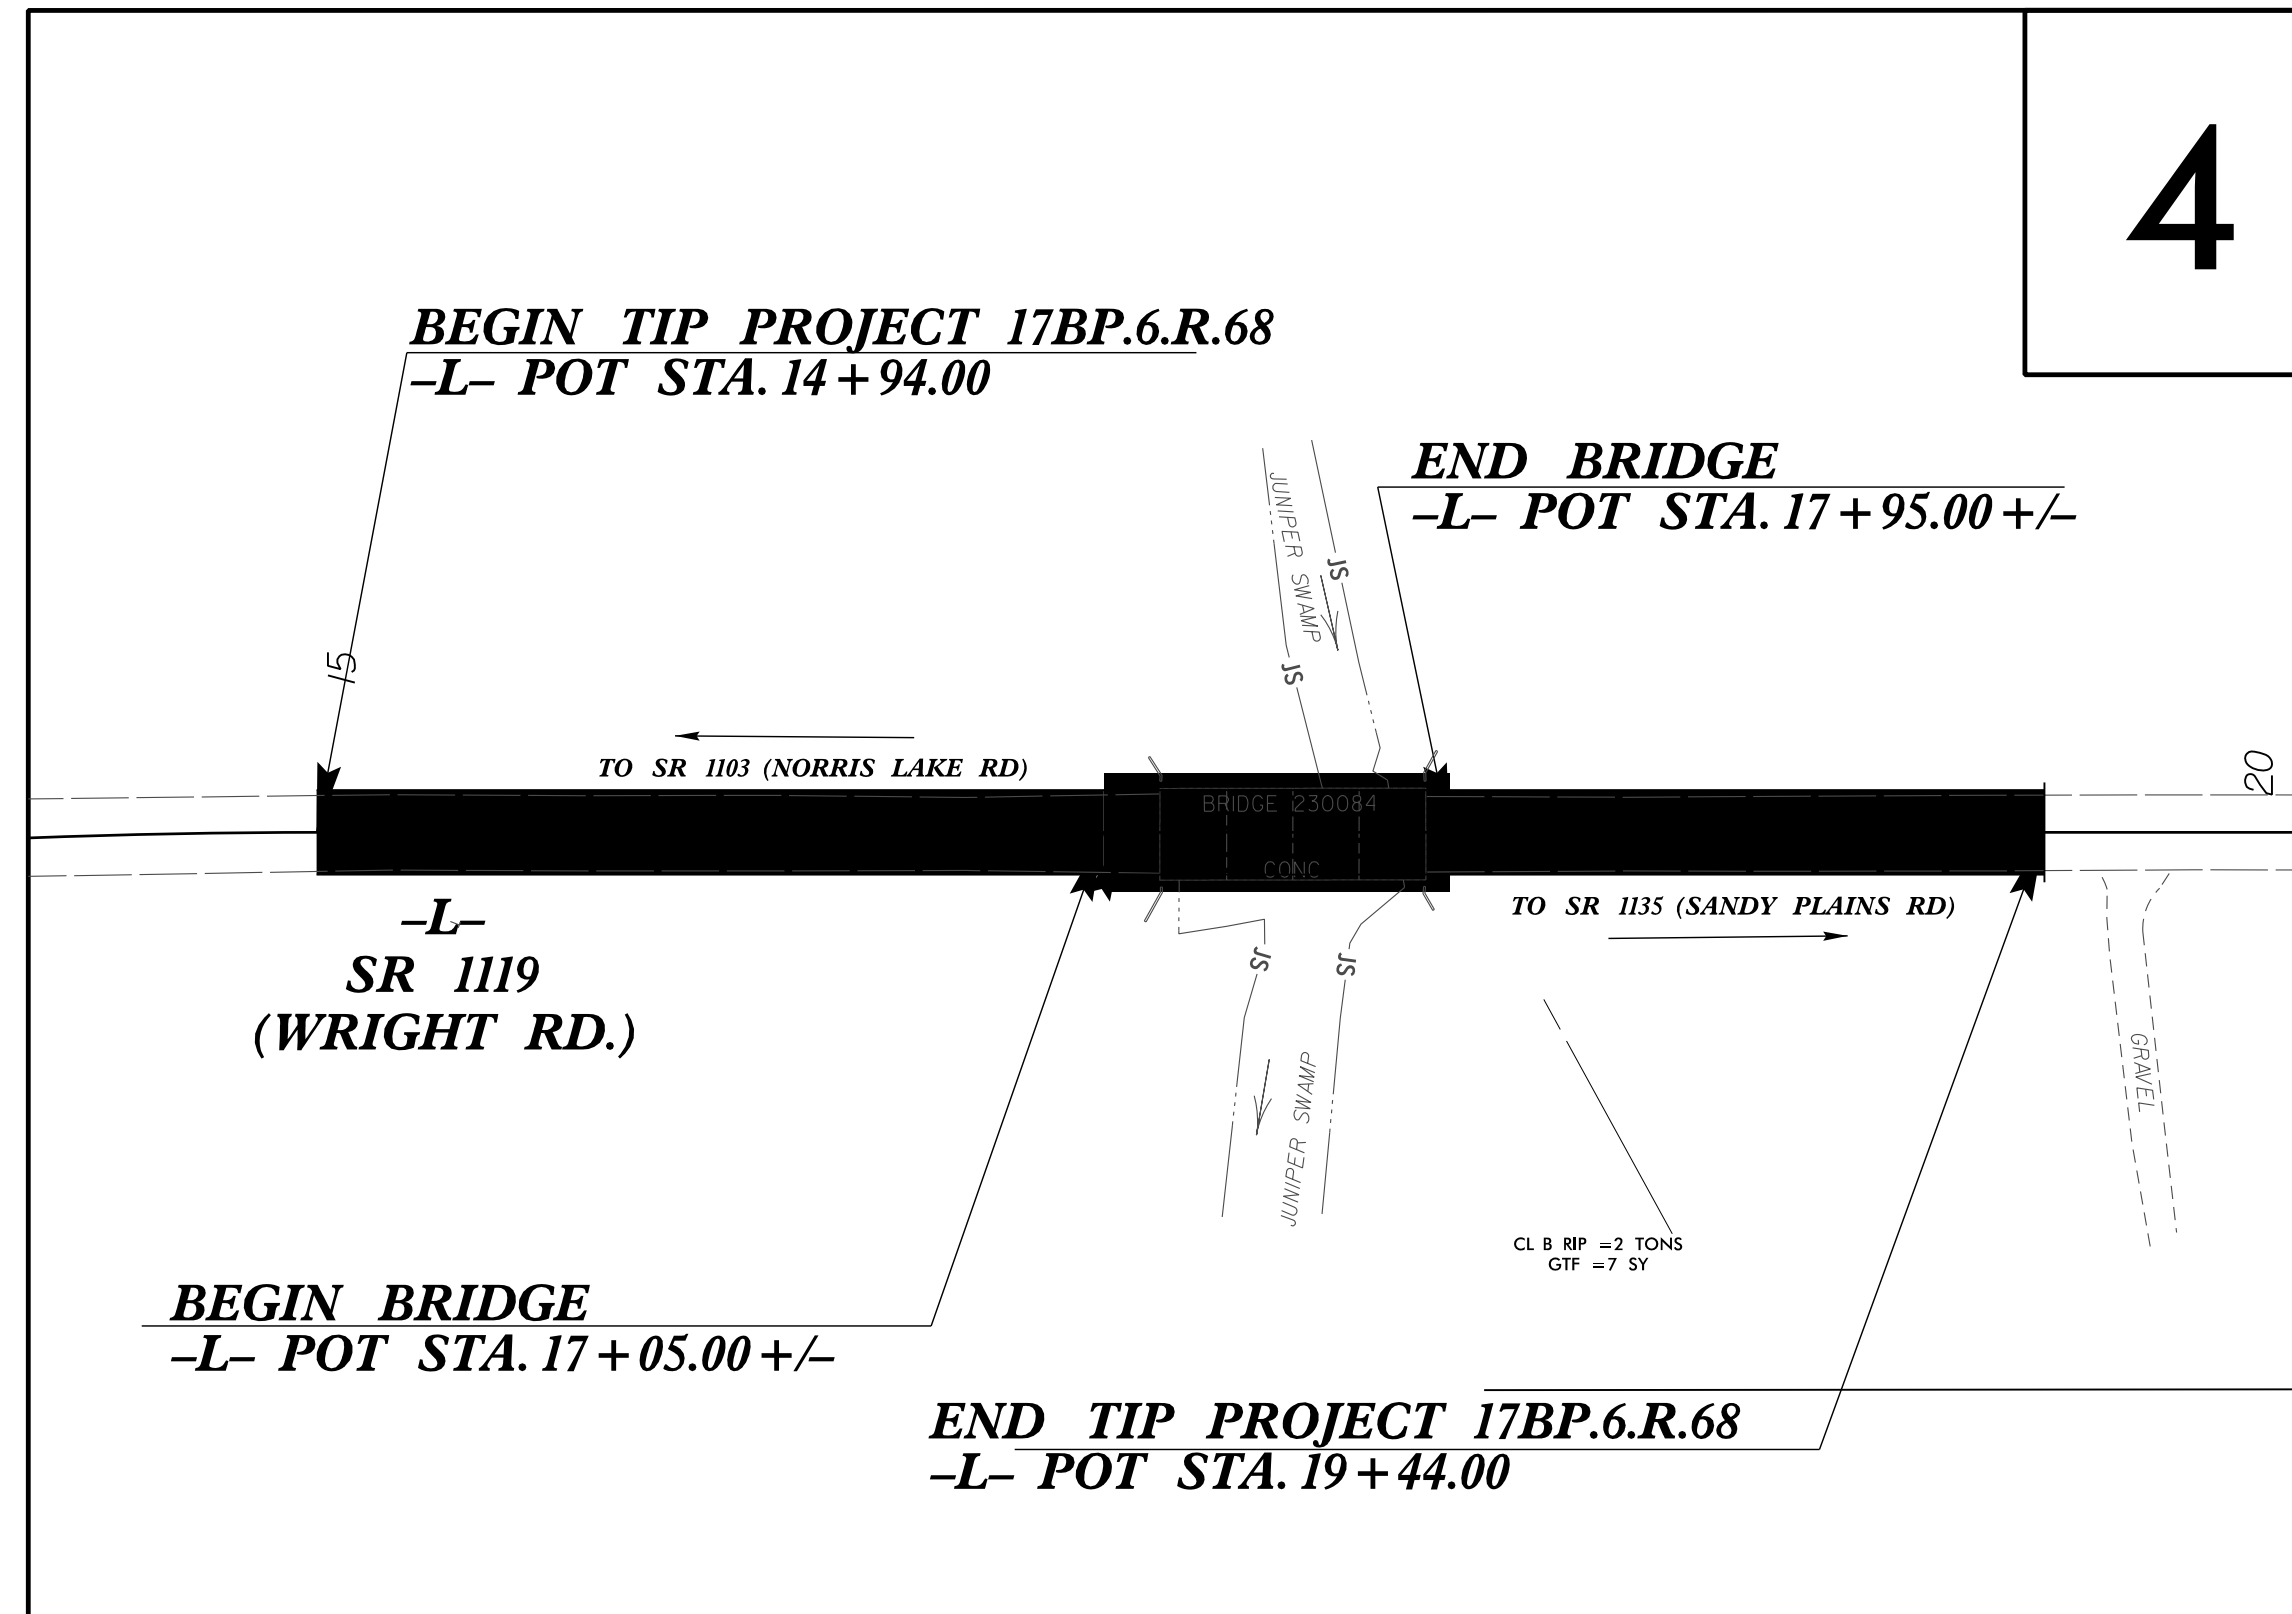 4
BEGIN TIP PROJECT 17BP.6.R.68
-L- POT STA. 14+94.00
END BRIDGE
-L- POT STA. 17+95.00 +/-
JUNIPER SWAMP
JS
JS
15
TO SR 1103 (NORRIS LAKE RD)
20
BRIDGE 230084
CONC
-L-
SR 1119
(WRIGHT RD.)
TO SR 1135 (SANDY PLAINS RD)
JS
JS
GRAVEL
JUNIPER SWAMP
CL B RIP =2 TONS
GTF =7 SY
BEGIN BRIDGE
-L- POT STA. 17+05.00 +/-
END TIP PROJECT 17BP.6.R.68
-L- POT STA. 19+44.00